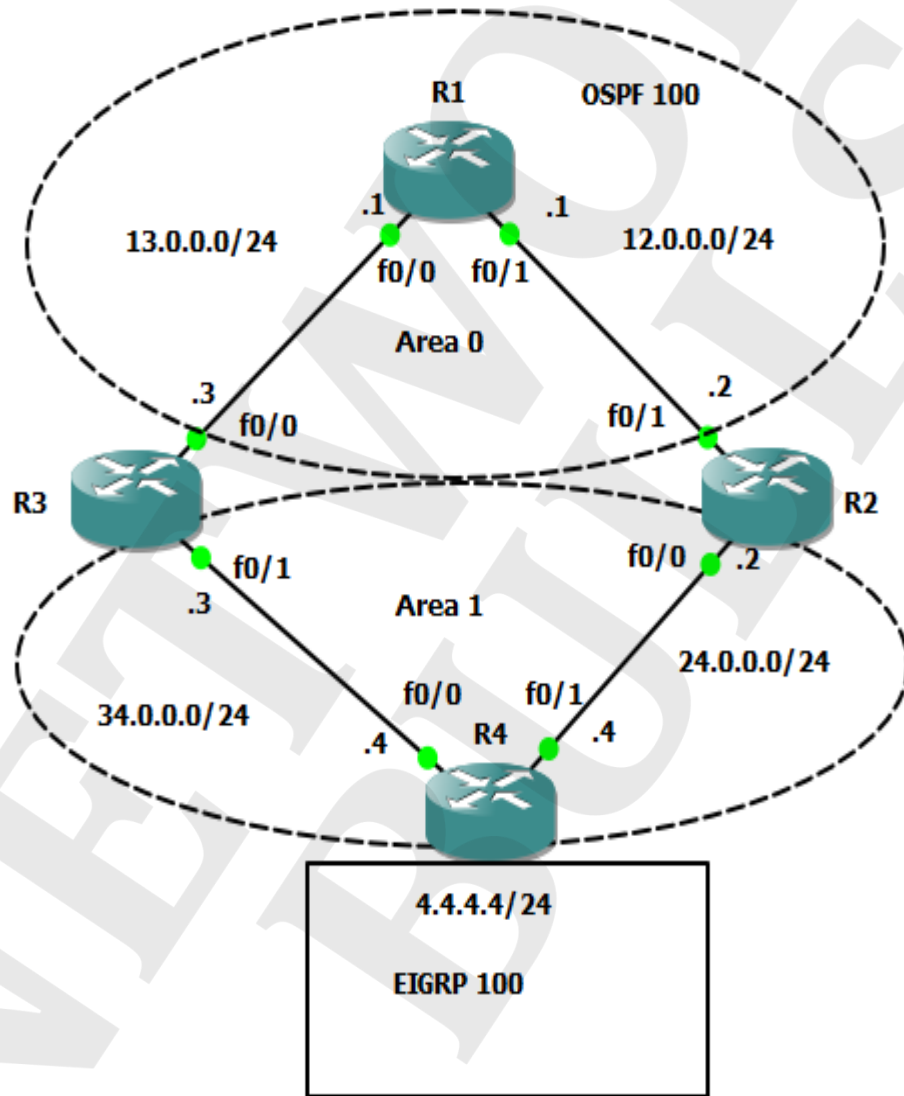 R1
OSPF 100
.1
.1
13.0.0.0/24
12.0.0.0/24
f0/0
f0/1
Area 0
.3
.2
f0/0
f0/1
R3
R2
f0/1
f0/0
.2
.3
Area 1
24.0.0.0/24
34.0.0.0/24
f0/0
f0/1
.4
R4
.4
4.4.4.4/24
EIGRP 100